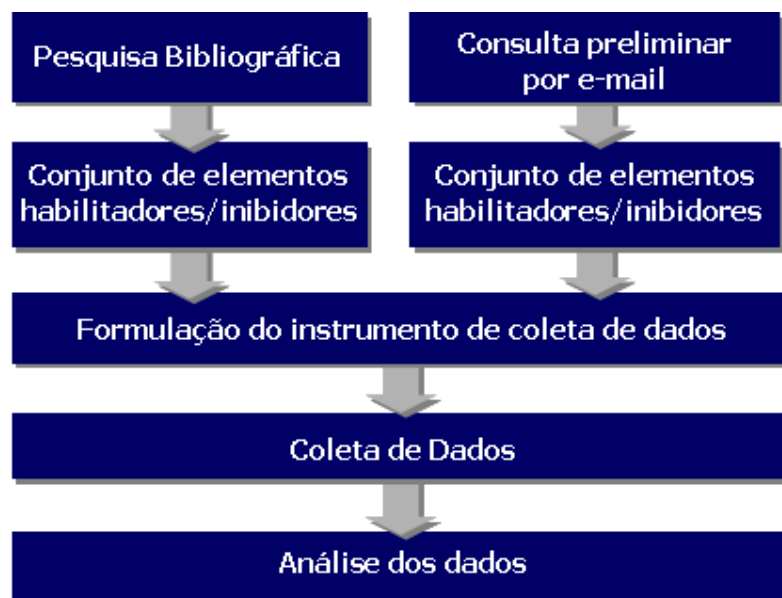 Pesquisa Bibliográfica
Consulta preliminar
por e-mail
Conjunto de elementos
habilitadores/inibidores
Conjunto de elementos
habilitadores/inibidores
Formulação do instrumento de coleta de dados
Coleta de Dados
Análise dos dados